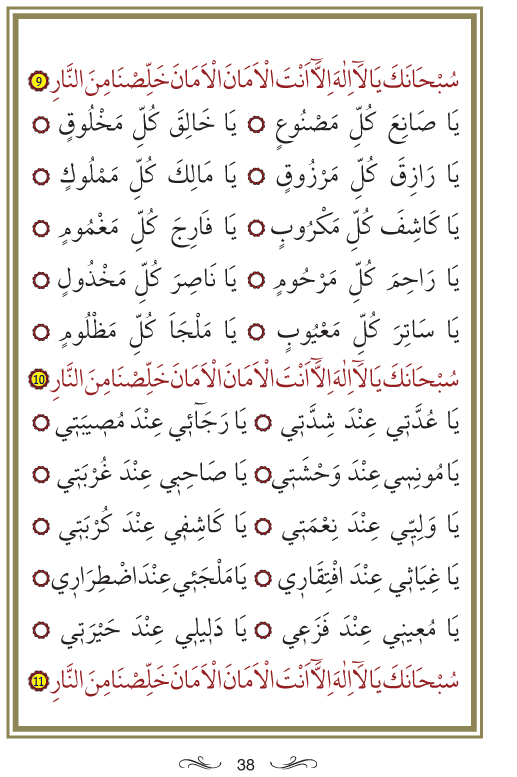 سُبْحَانَكَ يَا لَٓا اِلٰهَ اِلَّٓا اَنْتَ الْاَمَانَ الْاَمَانَ خَلِّصْنَا مِنَ النَّارِ 9
يَا صَانِعَ كُلِّ مَصْنُوعٍ ۞ يَا خَالِقَ كُلِّ مَخْلُوقٍ ۞
يَا رَازِقَ كُلِّ مَرْزُوقٍ ۞ يَا مَالِكَ كُلِّ مَمْلُوكٍ ۞
يَا كَاشِفَ كُلِّ مَكْرُوبٍ ۞ يَا فَارِجَ كُلِّ مَغْمُومٍ ۞
يَا رَاحِمَ كُلِّ مَرْحُومٍ ۞ يَا نَاصِرَ كُلِّ مَخْذُولٍ ۞
يَا سَاتِرَ كُلِّ مَعْيُوبٍ ۞ يَا مَلْجَاَ كُلِّ مَظْلُومٍ ۞
سُبْحَانَكَ يَا لَٓا اِلٰهَ اِلَّٓا اَنْتَ الْاَمَانَ الْاَمَانَ خَلِّصْنَا مِنَ النَّارِ 10
يَا عُدَّتِي عِنْدَ شِدَّتِي ۞ يَا رَجَٓائِي عِنْدَ مُصِيبَتِي ۞
يَا مُونِسِي عِنْدَ وَحْشَتِي ۞ يَا صَاحِبِي عِنْدَ غُرْبَتِي ۞
يَا وَلِيِّي عِنْدَ نِعْمَتِي ۞ يَا كَاشِفِي عِنْدَ كُرْبَتِي ۞
يَا غِيَاثِي عِنْدَ افْتِقَارِي ۞ يَا مَلْجَئِي عِنْدَ اضْطِرَارِي ۞
يَا مُعِينِي عِنْدَ فَزَعِي ۞ يَا دَلِيلِي عِنْدَ حَيْرَتِي ۞
سُبْحَانَكَ يَا لَٓا اِلٰهَ اِلَّٓا اَنْتَ الْاَمَانَ الْاَمَانَ خَلِّصْنَا مِنَ النَّارِ 11
38